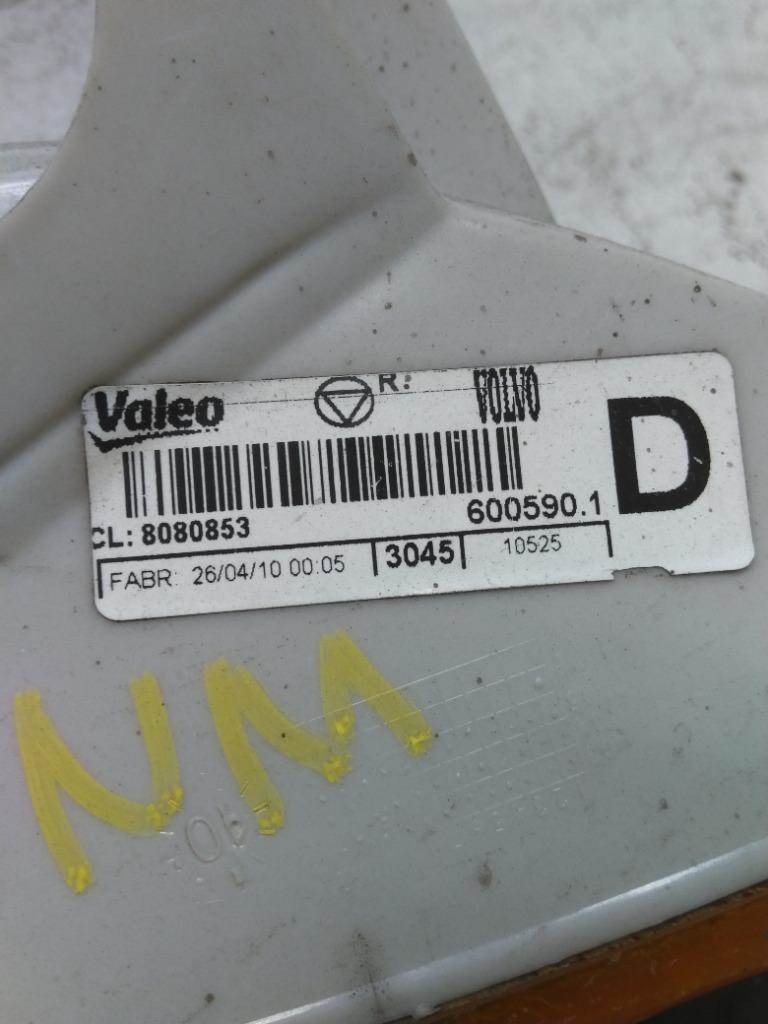 Valeo R: VOLVO
D
CL: 8080853 600590.1
FABR: 26/04/10 00:05 3045 10525
NM